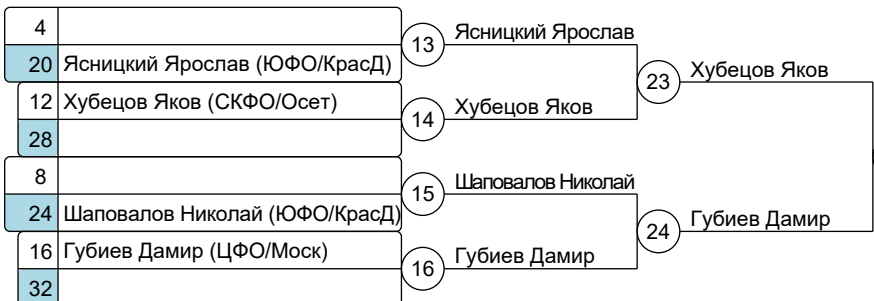 4
20 Ясницкий Ярослав (ЮФО/КрасД)
12 Хубецов Яков (СКФО/Осет)
28
8
24 Шаповалов Николай (ЮФО/КрасД)
16 Губиев Дамир (ЦФО/Моск)
32
13
Ясницкий Ярослав
14
Хубецов Яков
15
Шаповалов Николай
16
Губиев Дамир
23
Хубецов Яков
24
Губиев Дамир